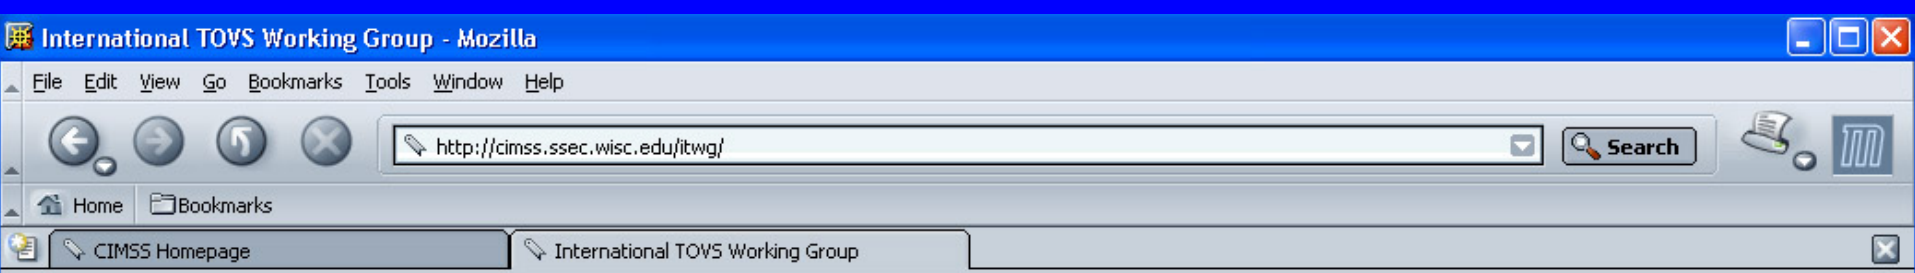 International TOVS Working Group - Mozilla
File Edit View Go Bookmarks Tools Window Help
http://cimss.ssec.wisc.edu/itwg/ Search
Home Bookmarks
CIMSS Homepage International TOVS Working Group